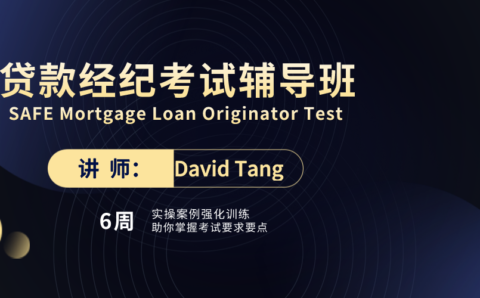 贷款经纪考试辅导班
SAFE Mortgage Loan Originator Test
讲 师： David Tang
6周
实操案例强化训练
助你掌握考试要求要点